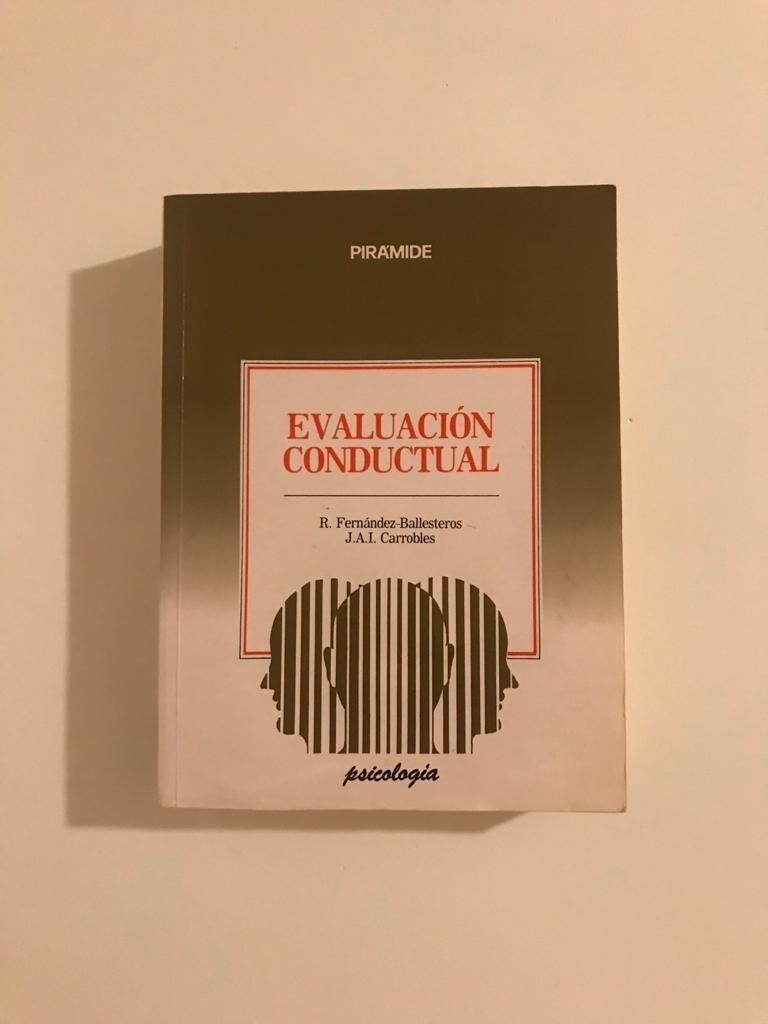 PIRÁMIDE
EVALUACIÓN
CONDUCTUAL
R. Fernández-Ballesteros
J.A.I. Carrobles
psicología